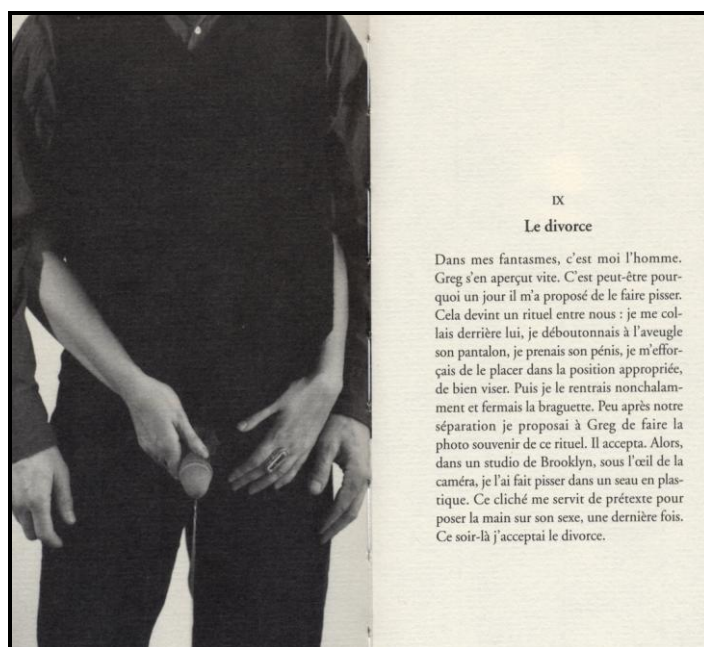 IX
Le divorce
Dans mes fantasmes, c'est moi l'homme.
Greg s'en aperçut vite. C'est peut-être pour-
quoi un jour il m'a proposé de le faire pisser.
Cela devint un rituel entre nous : je me col-
lais derrière lui, je déboutonnais à l'aveugle
son pantalon, je prenais son pénis, je m'effor-
çais de le placer dans la position appropriée,
de bien viser. Puis je le rentrais nonchalam-
ment et fermais la braguette. Peu après notre
séparation je proposai à Greg de faire la
photo souvenir de ce rituel. Il accepta. Alors,
dans un studio de Brooklyn, sous l'œil de la
caméra, je l'ai fait pisser dans un seau en plas-
tique. Ce cliché me servit de prétexte pour
poser la main sur son sexe, une dernière fois.
Ce soir-là j'acceptai le divorce.